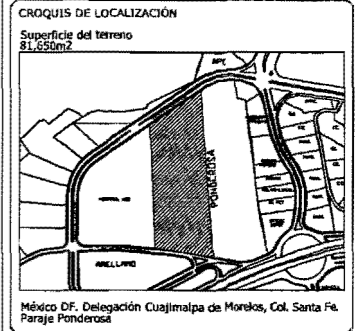 CROQUIS DE LOCALIZACIÓN
Superficie del terreno
81,650m2
PONDEROSA
ARELLANO
México DF. Delegación Cuajimalpa de Morelos, Col. Santa Fe.
Paraje Ponderosa